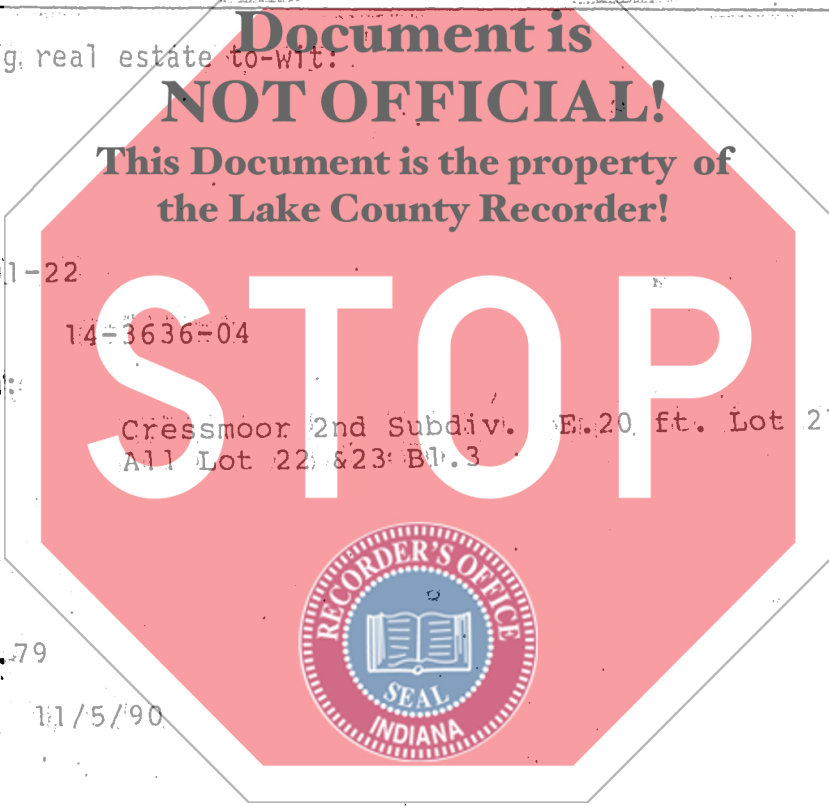 Document is
g real estate to-wit:
NOT OFFICIAL!
This Document is the property of
the Lake County Recorder!
1-22
STOP
14-3636-04
Cressmoor 2nd Subdiv. E.20 ft. Lot 2
All Lot 22 &23 Bl.3
RECORDER'S OFFICE
SEAL
INDIANA
79
11/5/90